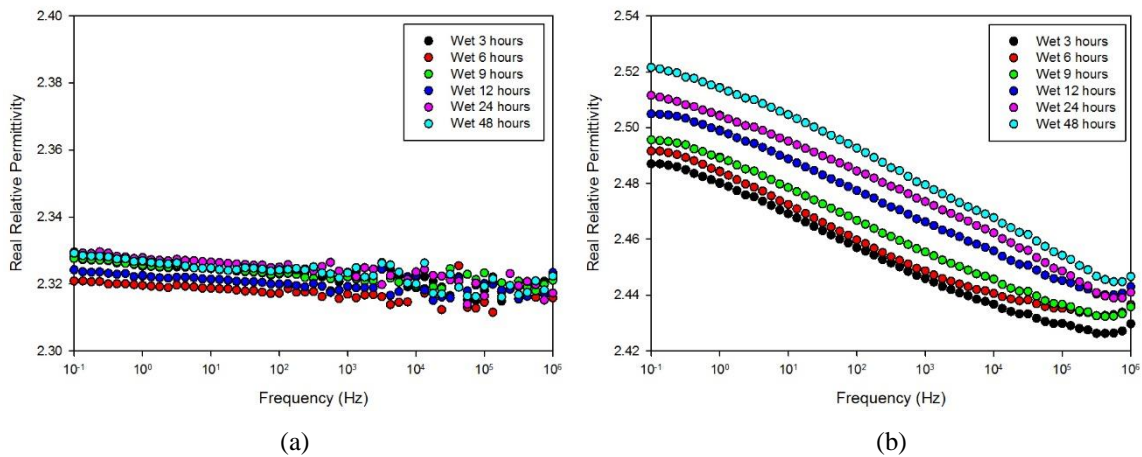 2.40
2.38
2.36
2.34
2.32
2.30
Real Relative Permittivity
Wet 3 hours
Wet 6 hours
Wet 9 hours
Wet 12 hours
Wet 24 hours
Wet 48 hours
10⁻¹ 10⁰ 10¹ 10² 10³ 10⁴ 10⁵ 10⁶
Frequency (Hz)
(a)
2.54
2.52
2.50
2.48
2.46
2.44
2.42
Real Relative Permittivity
Wet 3 hours
Wet 6 hours
Wet 9 hours
Wet 12 hours
Wet 24 hours
Wet 48 hours
10⁻¹ 10⁰ 10¹ 10² 10³ 10⁴ 10⁵ 10⁶
Frequency (Hz)
(b)